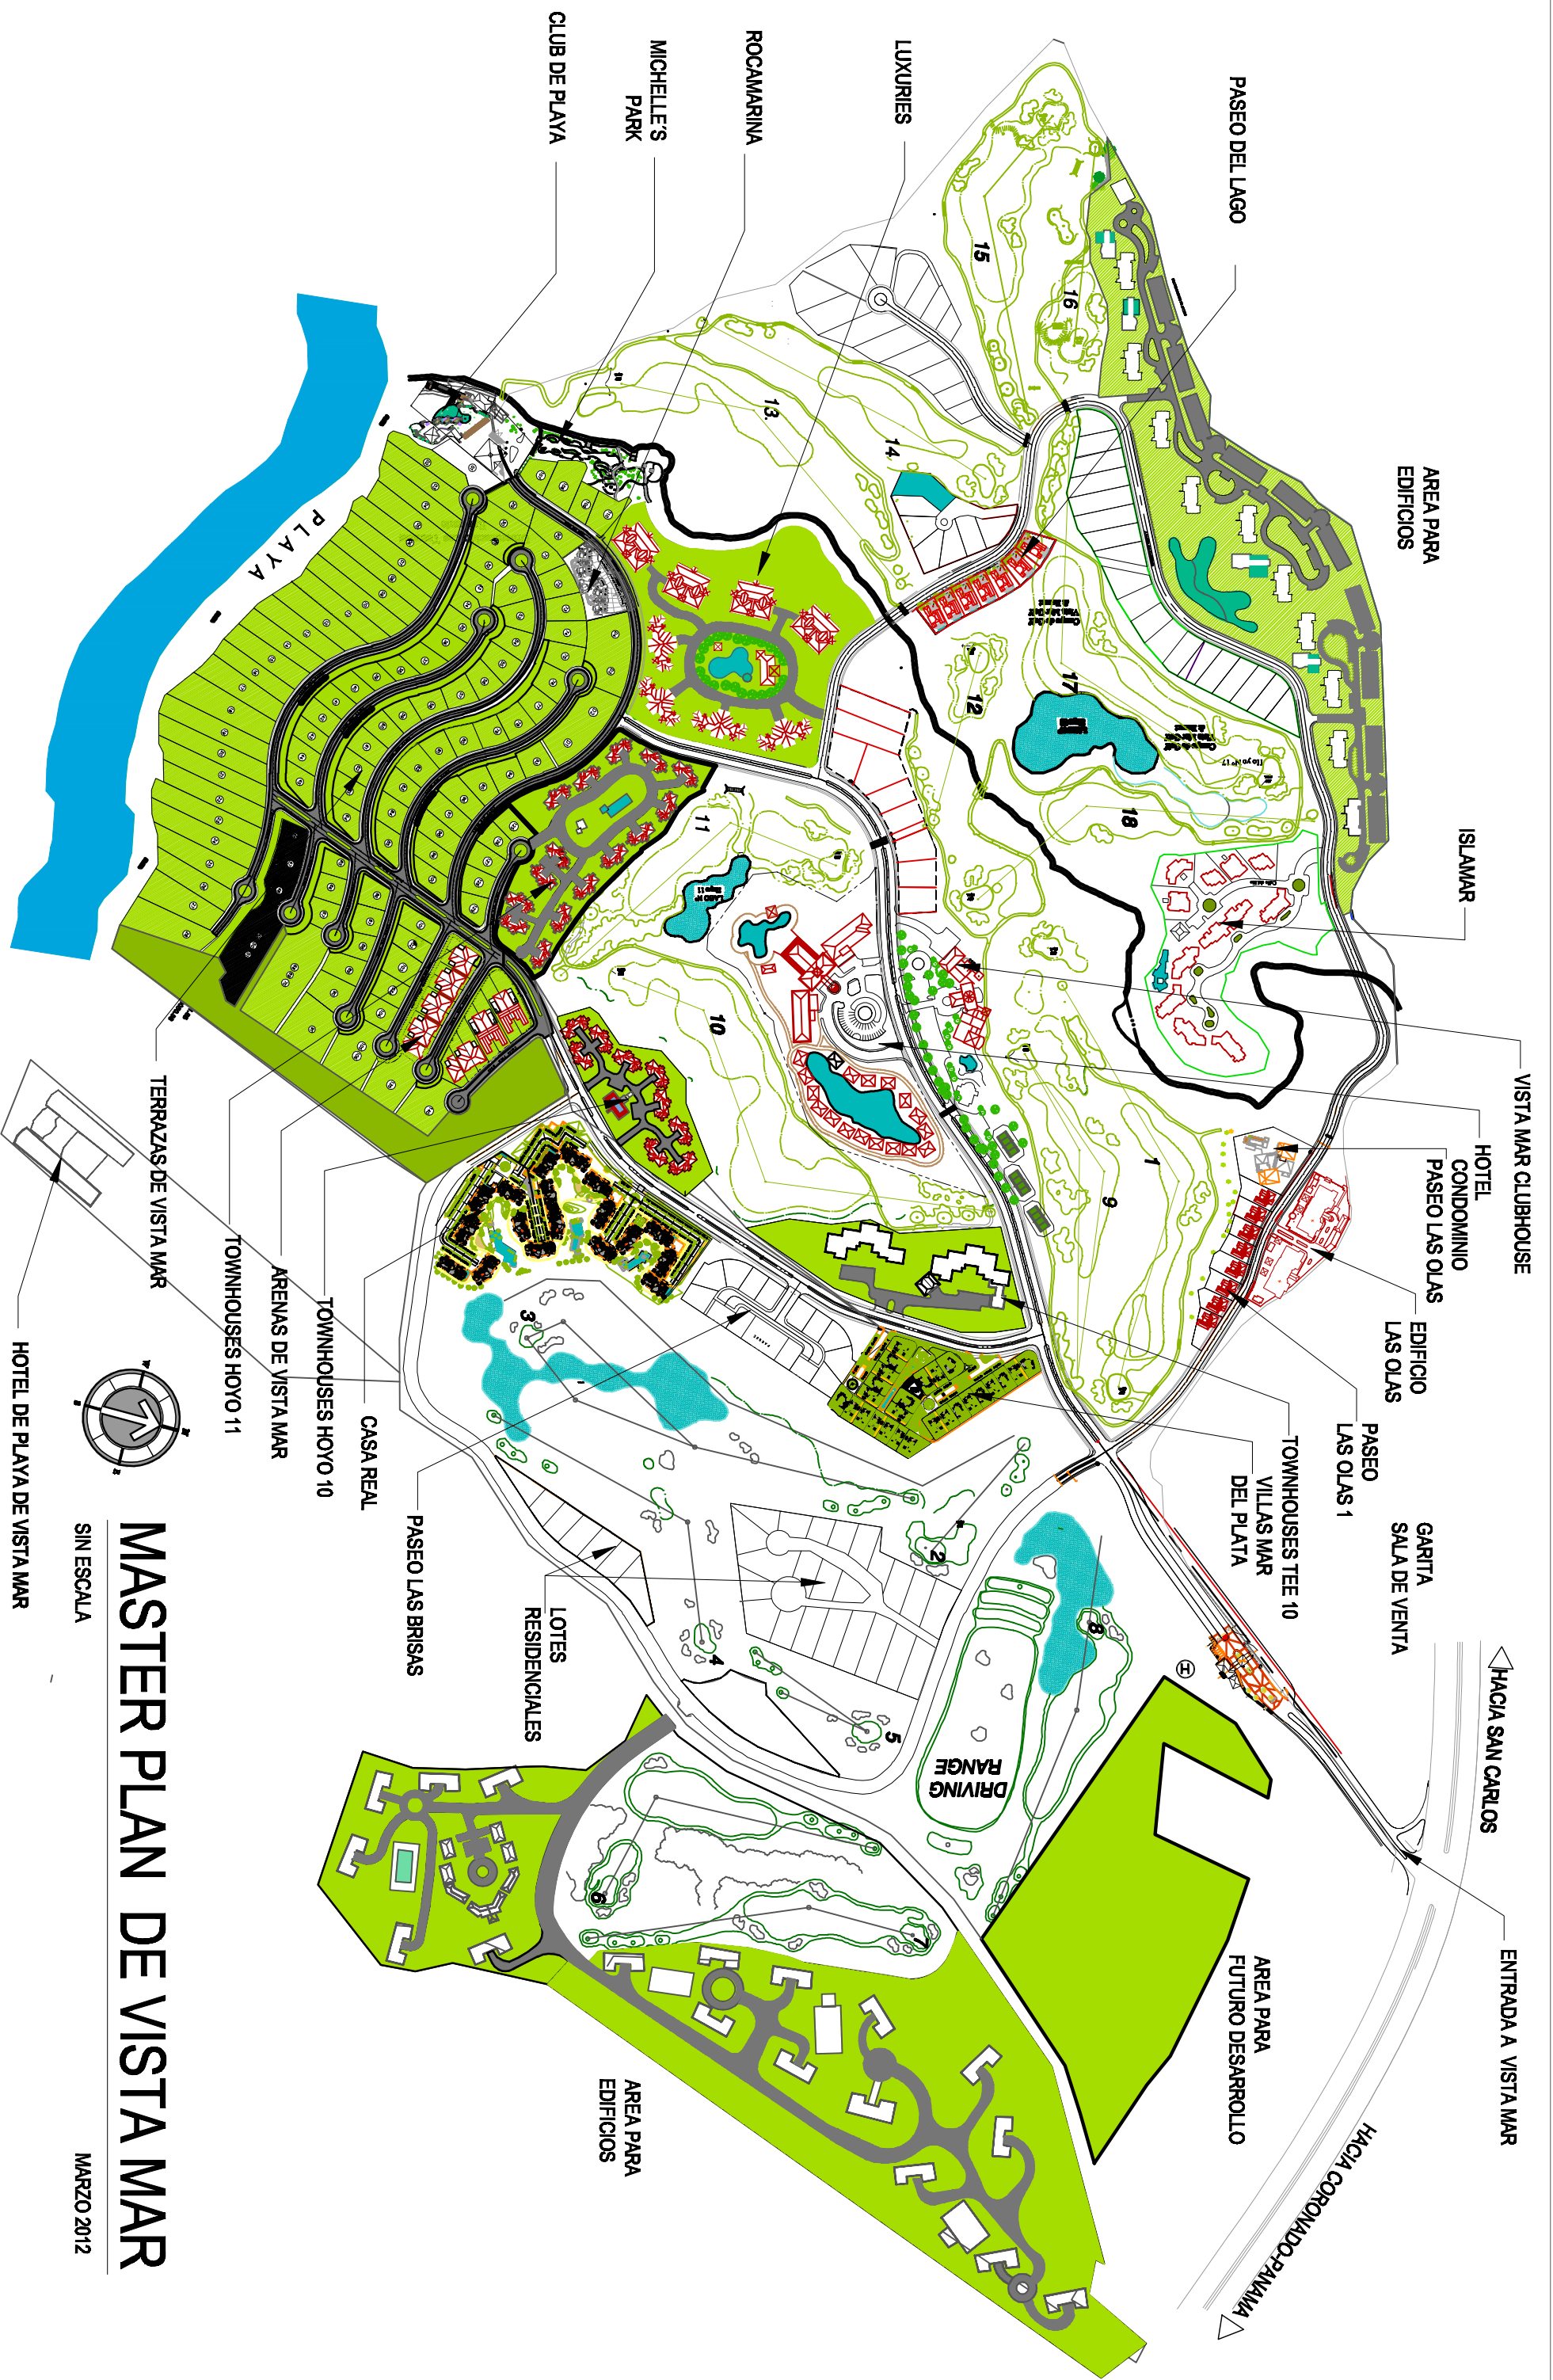 PASEO DEL LAGO
LUXURIES
ROCAMARINA
MICHELLE'S
PARK
CLUB DE PLAYA
AREA PARA
EDIFICIOS
ISLAMAR
VISTA MAR CLUBHOUSE
HOTEL
CONDOMINIO
PASEO LAS OLAS
EDIFICIO
LAS OLAS
PASEO
LAS OLAS 1
GARITA
SALA DE VENTA
TOWNHOUSES TEE 10
VILLAS MAR
DEL PLATA
HACIA SAN CARLOS
ENTRADA A VISTA MAR
HACIA CORONADO-PANAMA
AREA PARA
FUTURO DESARROLLO
AREA PARA
EDIFICIOS
DRIVING
RANGE
LOTES
RESIDENCIALES
PASEO LAS BRISAS
CASA REAL
TOWNHOUSES HOYO 10
ARENAS DE VISTA MAR
TOWNHOUSES HOYO 11
TERRAZAS DE VISTA MAR
HOTEL DE PLAYA DE VISTA MAR
PLAYA
15
16
13
14
17
12
18
11
10
1
9
3
2
8
4
5
6
7
H
Hoyo Nº 17
MASTER PLAN DE VISTA MAR
SIN ESCALA
MARZO 2012